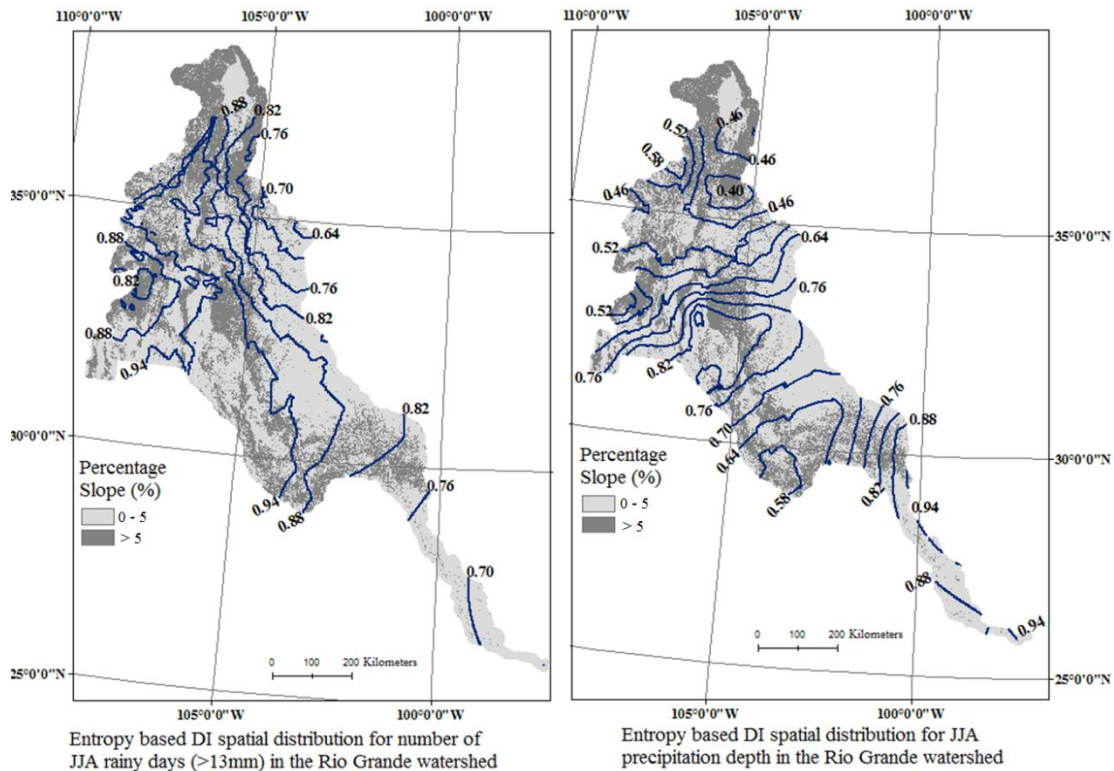 110°0'0"W
105°0'0"W
100°0'0"W
35°0'0"N
30°0'0"N
25°0'0"N
0.88
0.82
0.76
0.70
0.64
0.88
0.82
0.76
0.82
0.88
0.94
0.82
0.76
0.94
0.88
0.70
Percentage
Slope (%)
0 - 5
> 5
0 100 200 Kilometers
105°0'0"W
100°0'0"W
Entropy based DI spatial distribution for number of
JJA rainy days (>13mm) in the Rio Grande watershed
110°0'0"W
105°0'0"W
100°0'0"W
0.52
0.46
0.58
0.46
0.46
0.40
0.46
0.64
0.52
0.76
0.52
0.76
0.82
0.76
0.76
0.88
0.70
0.64
0.58
0.82
0.94
0.88
0.94
35°0'0"N
30°0'0"N
25°0'0"N
Percentage
Slope (%)
0 - 5
> 5
0 100 200 Kilometers
105°0'0"W
100°0'0"W
Entropy based DI spatial distribution for JJA
precipitation depth in the Rio Grande watershed